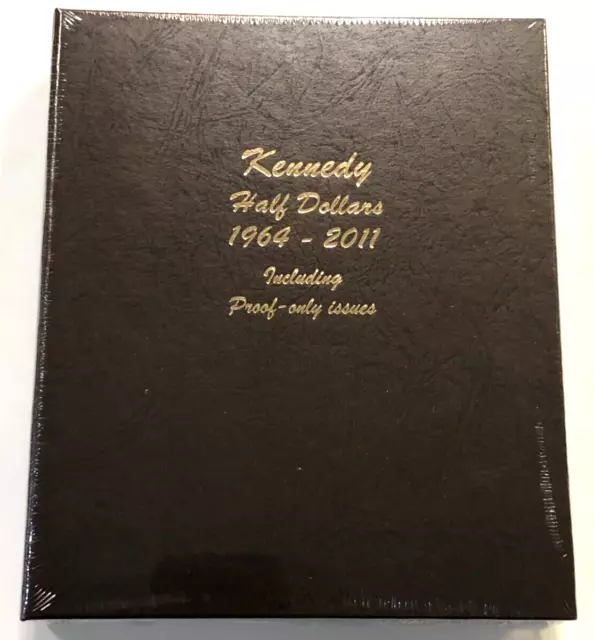 Kennedy
Half Dollars
1964 - 2011
Including
Proof-only issues